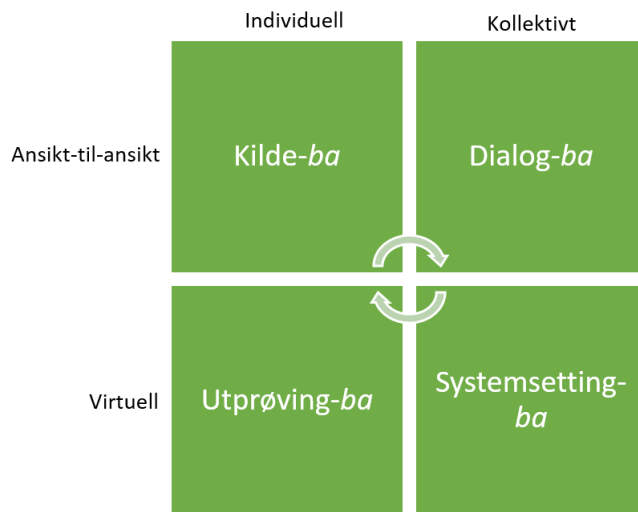 Individuell
Kollektivt
Ansikt-til-ansikt
Kilde-ba
Dialog-ba
Virtuell
Utprøving-ba
Systemsetting-
ba